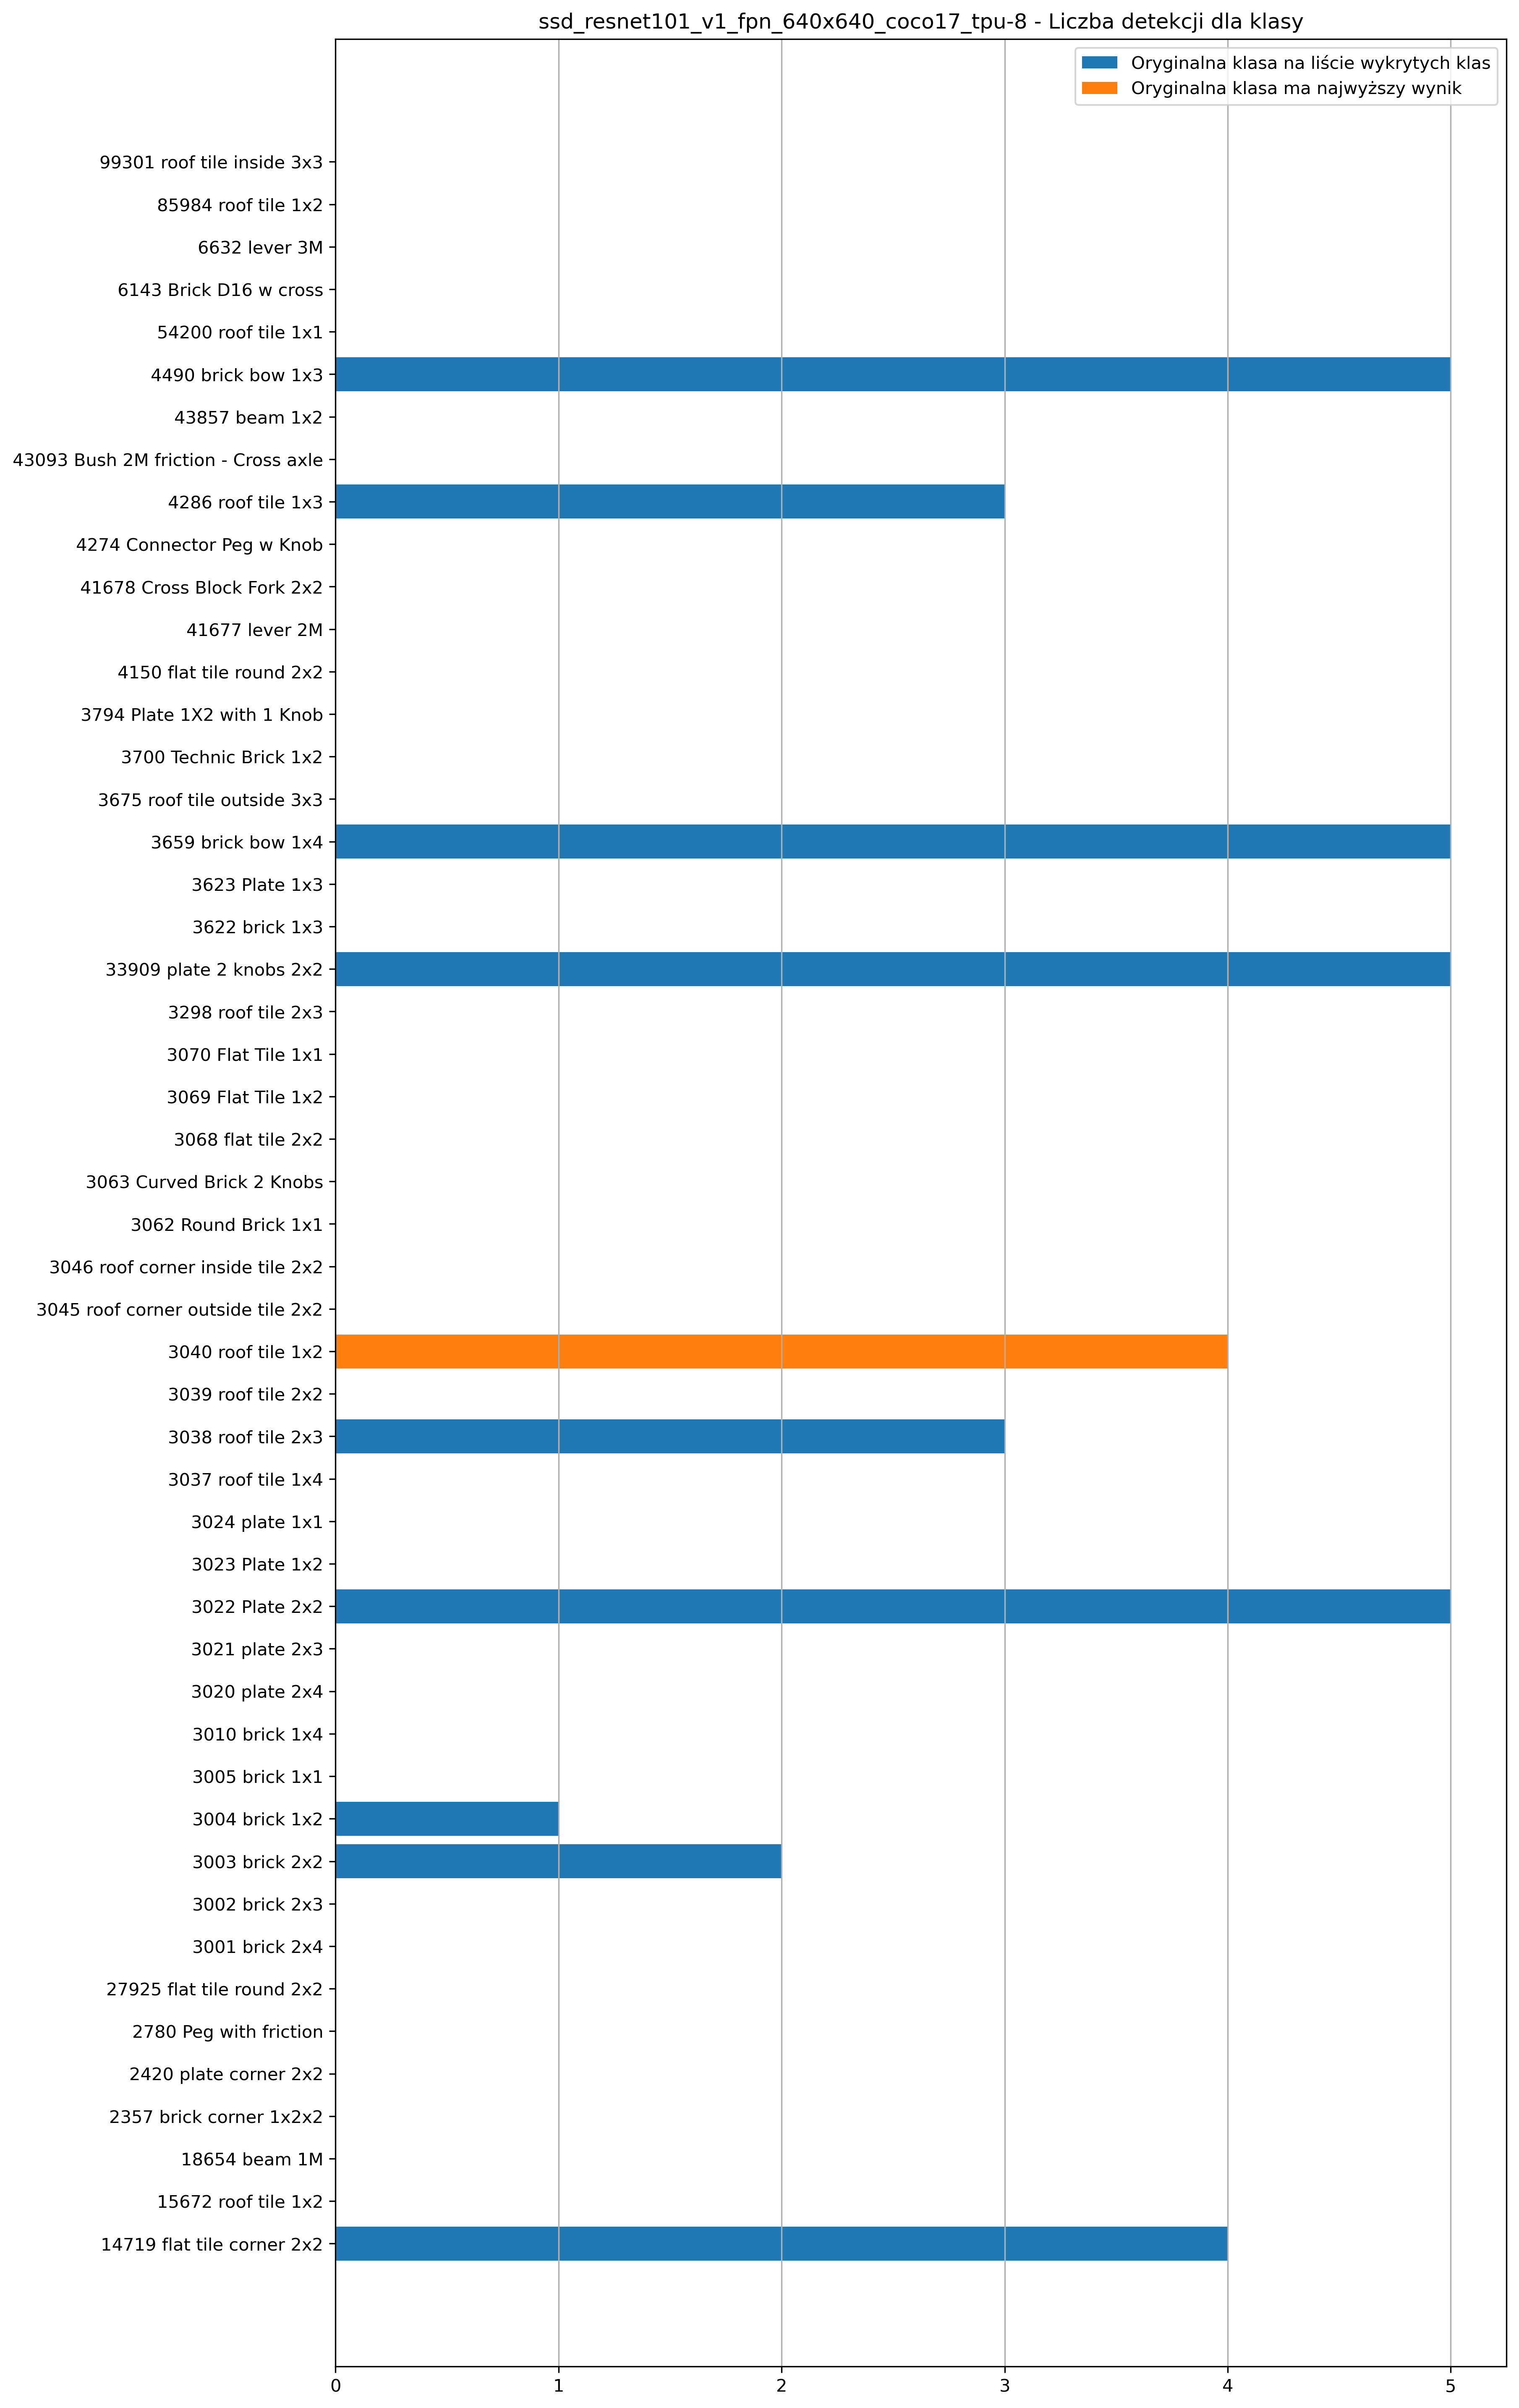 ssd_resnet101_v1_fpn_640x640_coco17_tpu-8 - Liczba detekcji dla klasy
Oryginalna klasa na liście wykrytych klas
Oryginalna klasa ma najwyższy wynik
99301 roof tile inside 3x3
85984 roof tile 1x2
6632 lever 3M
6143 Brick D16 w cross
54200 roof tile 1x1
4490 brick bow 1x3
43857 beam 1x2
43093 Bush 2M friction - Cross axle
4286 roof tile 1x3
4274 Connector Peg w Knob
41678 Cross Block Fork 2x2
41677 lever 2M
4150 flat tile round 2x2
3794 Plate 1X2 with 1 Knob
3700 Technic Brick 1x2
3675 roof tile outside 3x3
3659 brick bow 1x4
3623 Plate 1x3
3622 brick 1x3
33909 plate 2 knobs 2x2
3298 roof tile 2x3
3070 Flat Tile 1x1
3069 Flat Tile 1x2
3068 flat tile 2x2
3063 Curved Brick 2 Knobs
3062 Round Brick 1x1
3046 roof corner inside tile 2x2
3045 roof corner outside tile 2x2
3040 roof tile 1x2
3039 roof tile 2x2
3038 roof tile 2x3
3037 roof tile 1x4
3024 plate 1x1
3023 Plate 1x2
3022 Plate 2x2
3021 plate 2x3
3020 plate 2x4
3010 brick 1x4
3005 brick 1x1
3004 brick 1x2
3003 brick 2x2
3002 brick 2x3
3001 brick 2x4
27925 flat tile round 2x2
2780 Peg with friction
2420 plate corner 2x2
2357 brick corner 1x2x2
18654 beam 1M
15672 roof tile 1x2
14719 flat tile corner 2x2
0 1 2 3 4 5